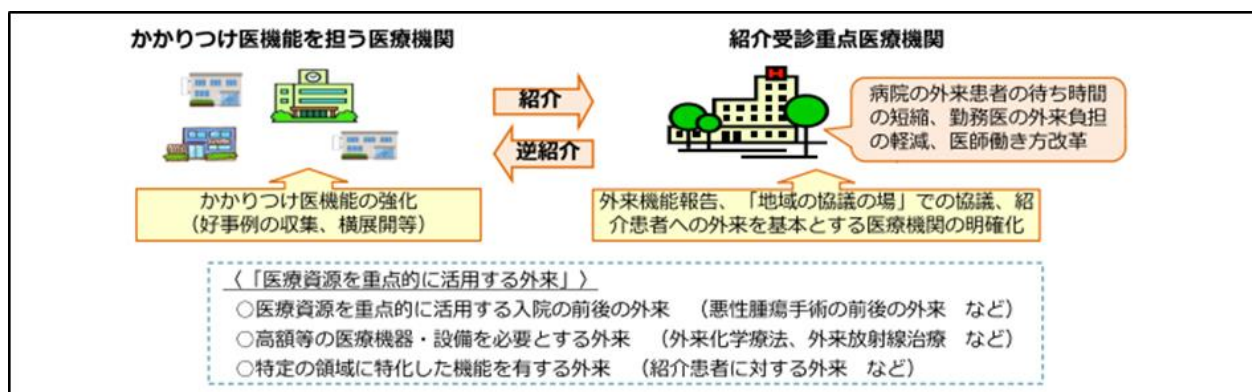 かかりつけ医機能を担う医療機関
紹介受診重点医療機関
紹介
逆紹介
H
病院の外来患者の待ち時間
の短縮、勤務医の外来負担
の軽減、医師働き方改革
かかりつけ医機能の強化
(好事例の収集、横展開等)
外来機能報告、「地域の協議の場」での協議、紹
介患者への外来を基本とする医療機関の明確化
〈「医療資源を重点的に活用する外来」〉
○医療資源を重点的に活用する入院の前後の外来　(悪性腫瘍手術の前後の外来　など)
○高額等の医療機器・設備を必要とする外来　(外来化学療法、外来放射線治療　など)
○特定の領域に特化した機能を有する外来　(紹介患者に対する外来　など)